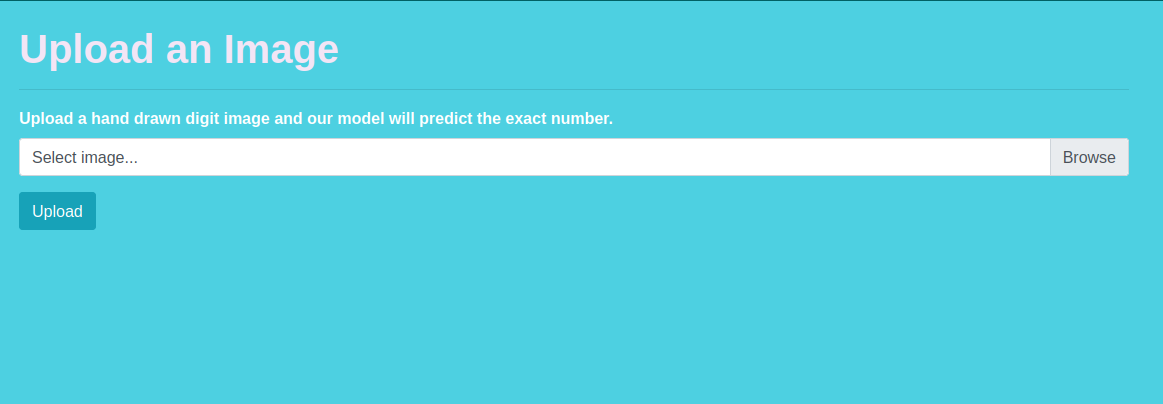 Upload an Image
Upload a hand drawn digit image and our model will predict the exact number.
Select image... Browse
Upload